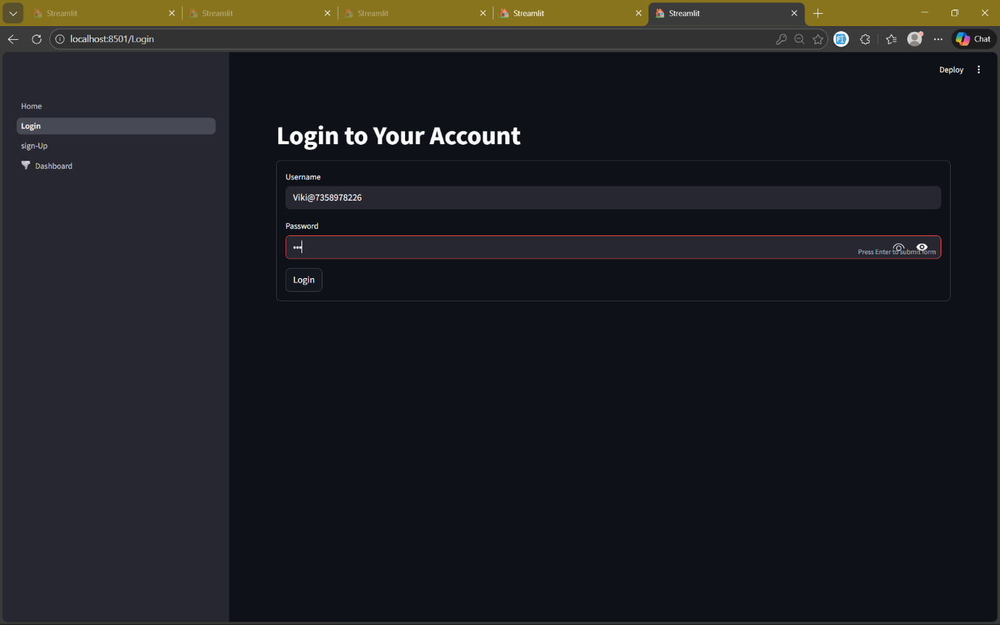 Streamlit
Streamlit
Streamlit
Streamlit
Streamlit
localhost:8501/Login
FI
Chat
Deploy
Home
Login
sign-Up
Dashboard
Login to Your Account
Username
Viki@7358978226
Password
•••
Press Enter to submit form
Login